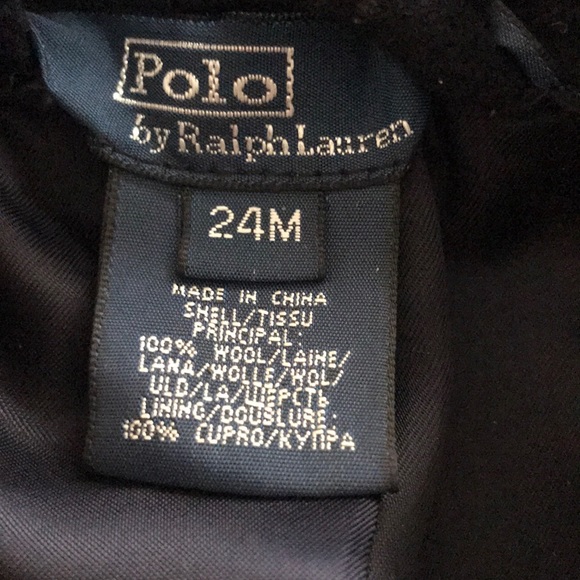 Polo
by Ralph Lauren
24M
MADE IN CHINA
SHELL/TISSU
PRINCIPAL:
100% WOOL/LAINE/
LANA/WOLLE/WOL/
ULD/LA/ШЕРСТЬ
LINING/DOUBLURE:
100% CUPRO/КУПРА